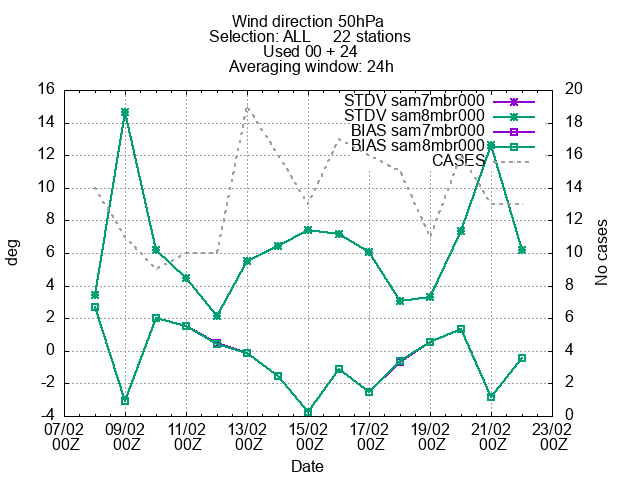 Wind direction 50hPa
Selection: ALL 22 stations
Used 00 + 24
Averaging window: 24h
16 20
STDV sam7mbr000
14 18
STDV sam8mbr000
BIAS sam7mbr000
12 16
BIAS sam8mbr000
CASES
10 14
8 12
6 10
4 8
2 6
0 4
-2 2
-4 0
deg
No cases
07/02 09/02 11/02 13/02 15/02 17/02 19/02 21/02 23/02
00Z 00Z 00Z 00Z 00Z 00Z 00Z 00Z 00Z
Date